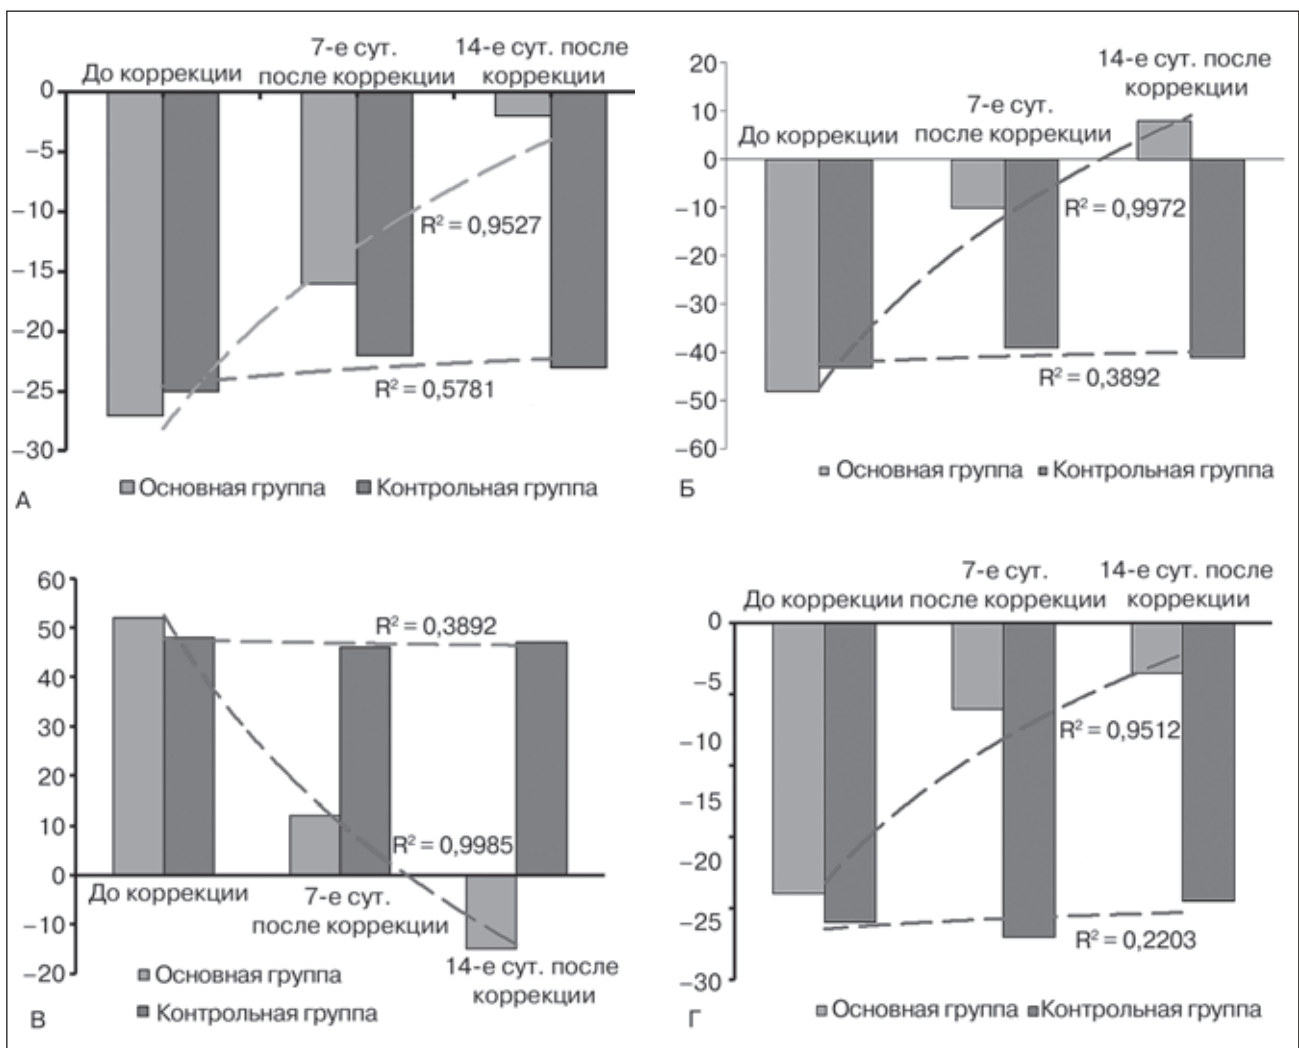 До коррекции
7-е сут.
после коррекции
14-е сут. после
коррекции
0
−5
−10
−15
−20
−25
−30
R² = 0,9527
R² = 0,5781
Основная группа Контрольная группа
А
20
10
0
−10
−20
−30
−40
−50
−60
До коррекции
7-е сут.
после коррекции
14-е сут. после
коррекции
R² = 0,9972
R² = 0,3892
Основная группа Контрольная группа
Б
60
50
40
30
20
10
0
−10
−20
R² = 0,3892
R² = 0,9985
До коррекции
7-е сут.
после коррекции
14-е сут. после
коррекции
Основная группа
Контрольная группа
В
До коррекции
7-е сут.
после коррекции
14-е сут. после
коррекции
0
−5
−10
−15
−20
−25
−30
R² = 0,9512
R² = 0,2203
Основная группа Контрольная группа
Г